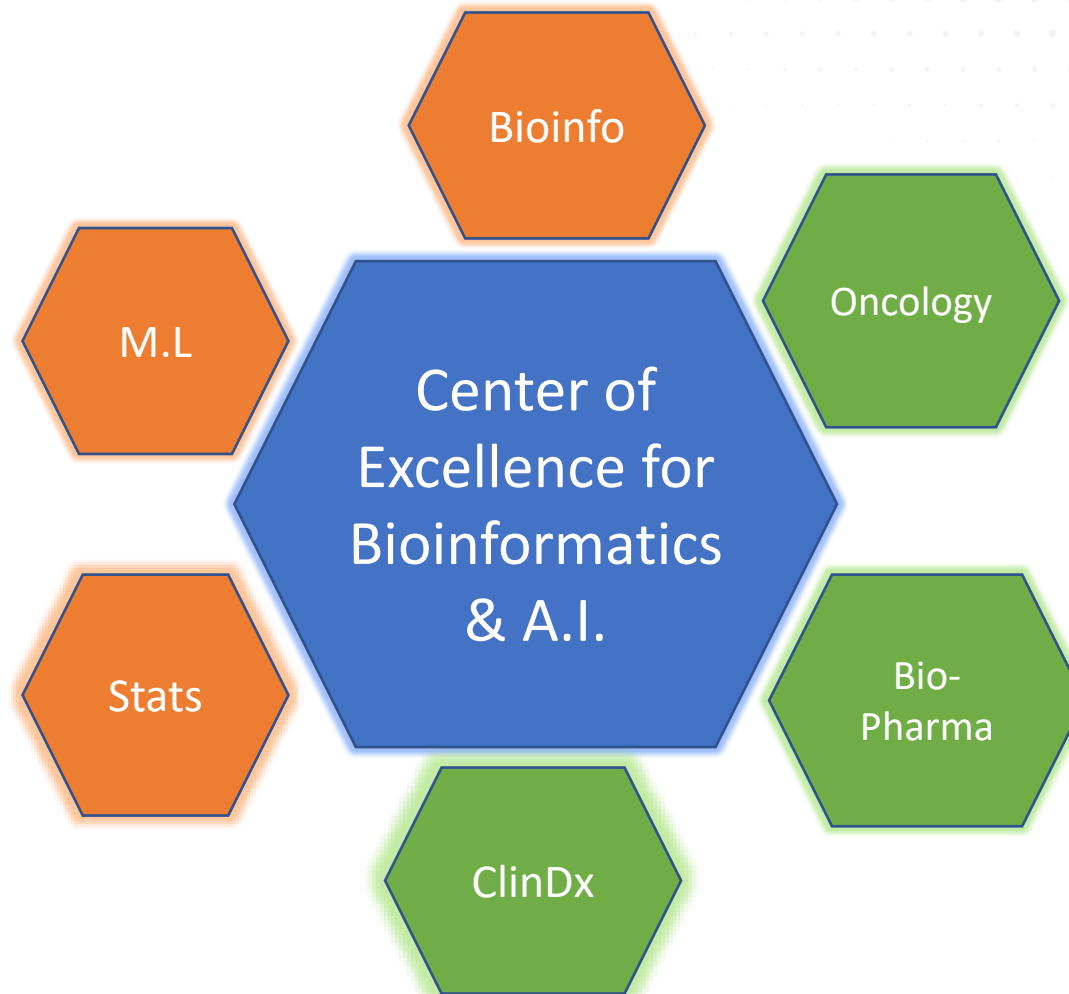 Bioinfo
Oncology
M.L
Center of
Excellence for
Bioinformatics
& A.I.
Stats
Bio-
Pharma
ClinDx